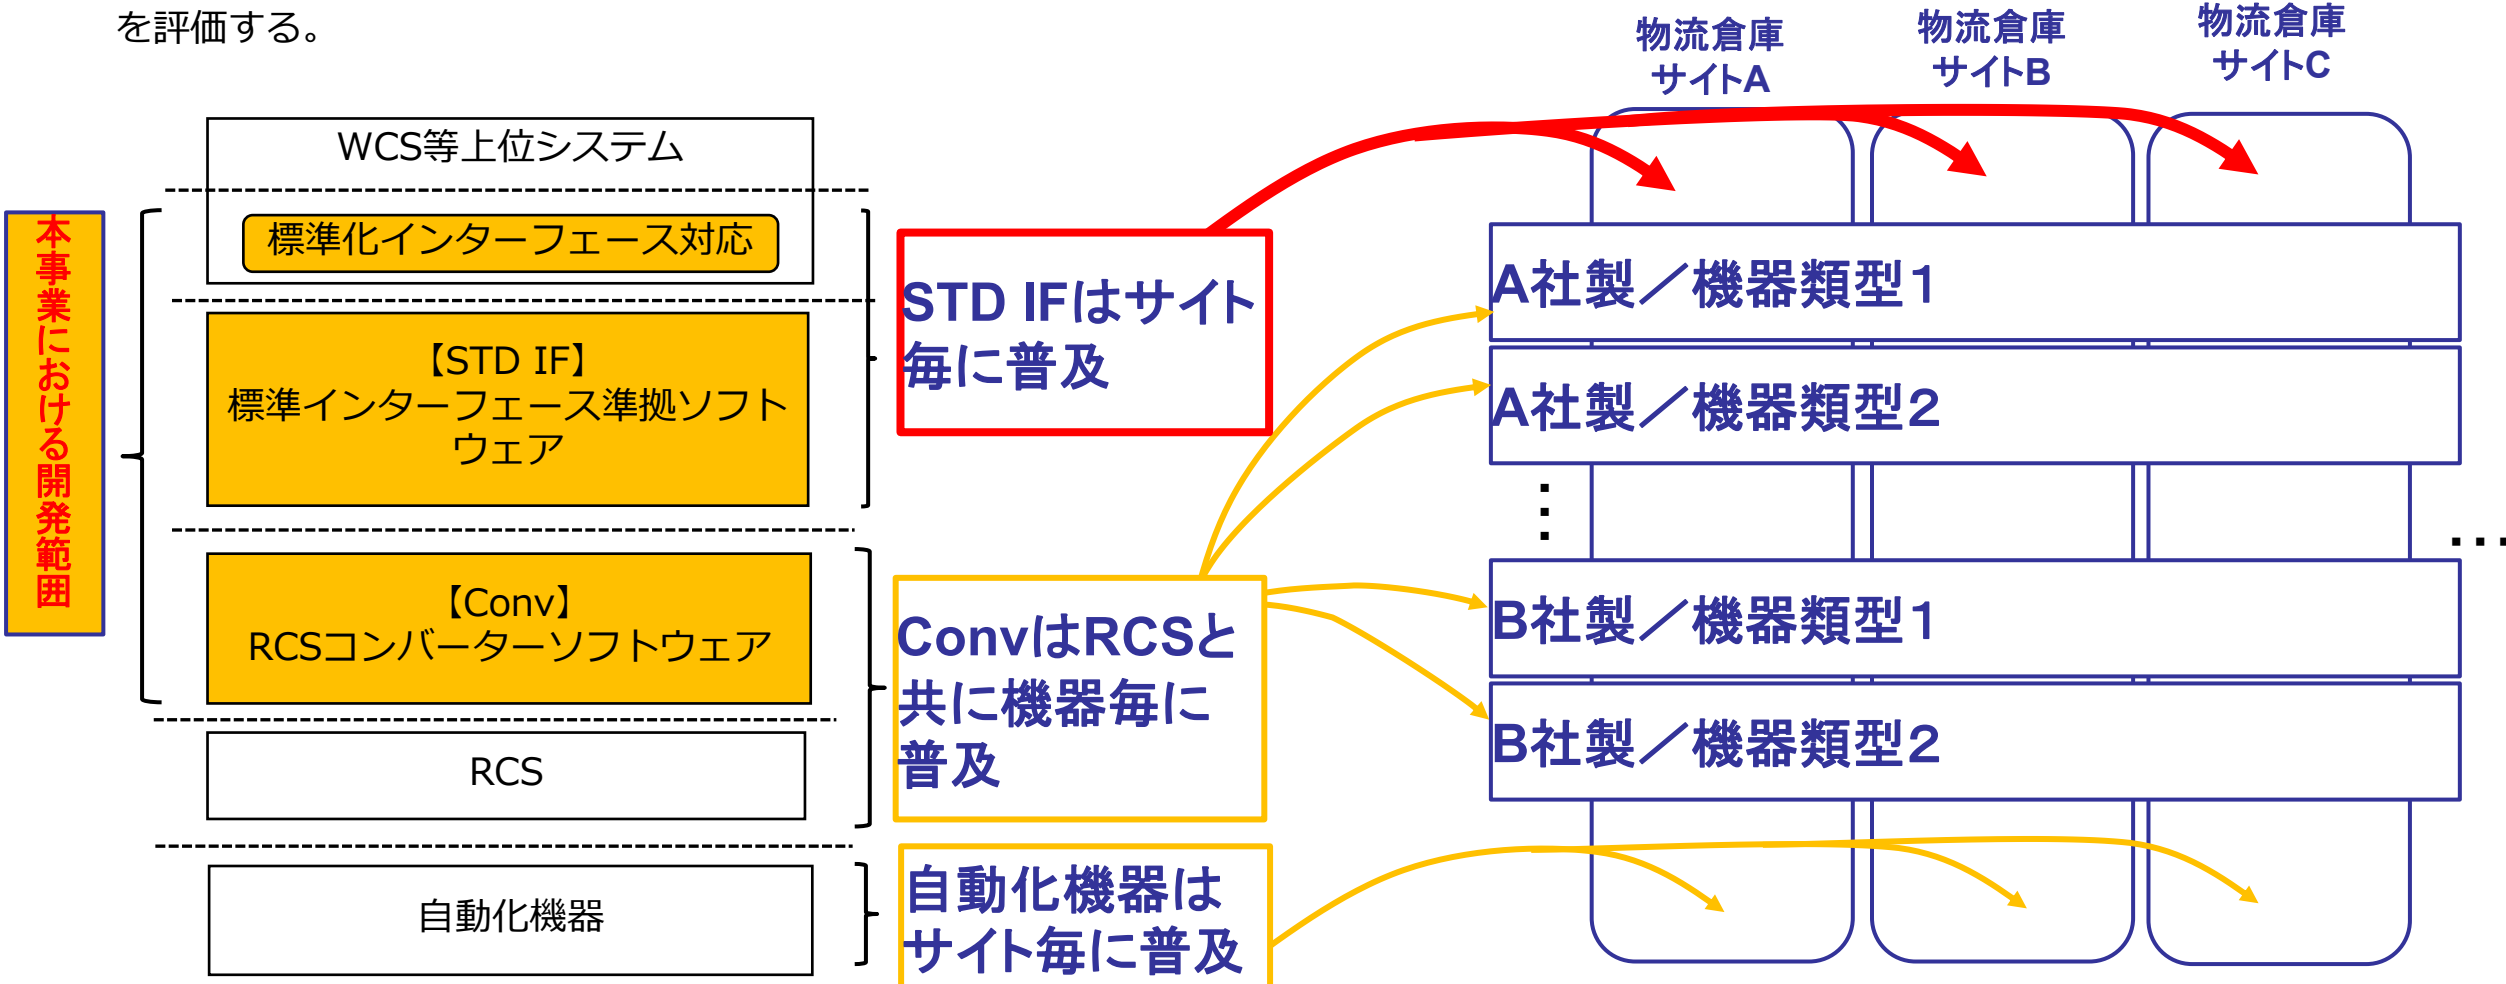 を評価する。
物流倉庫
サイトA
物流倉庫
サイトB
物流倉庫
サイトC
WCS等上位システム
標準化インターフェース対応
本事業における開発範囲
【STD IF】
標準インターフェース準拠ソフト
ウェア
STD IFはサイト
毎に普及
A社製／機器類型1
A社製／機器類型2
⋮
…
【Conv】
RCSコンバーターソフトウェア
ConvはRCSと
共に機器毎に
普及
B社製／機器類型1
B社製／機器類型2
RCS
自動化機器
自動化機器は
サイト毎に普及